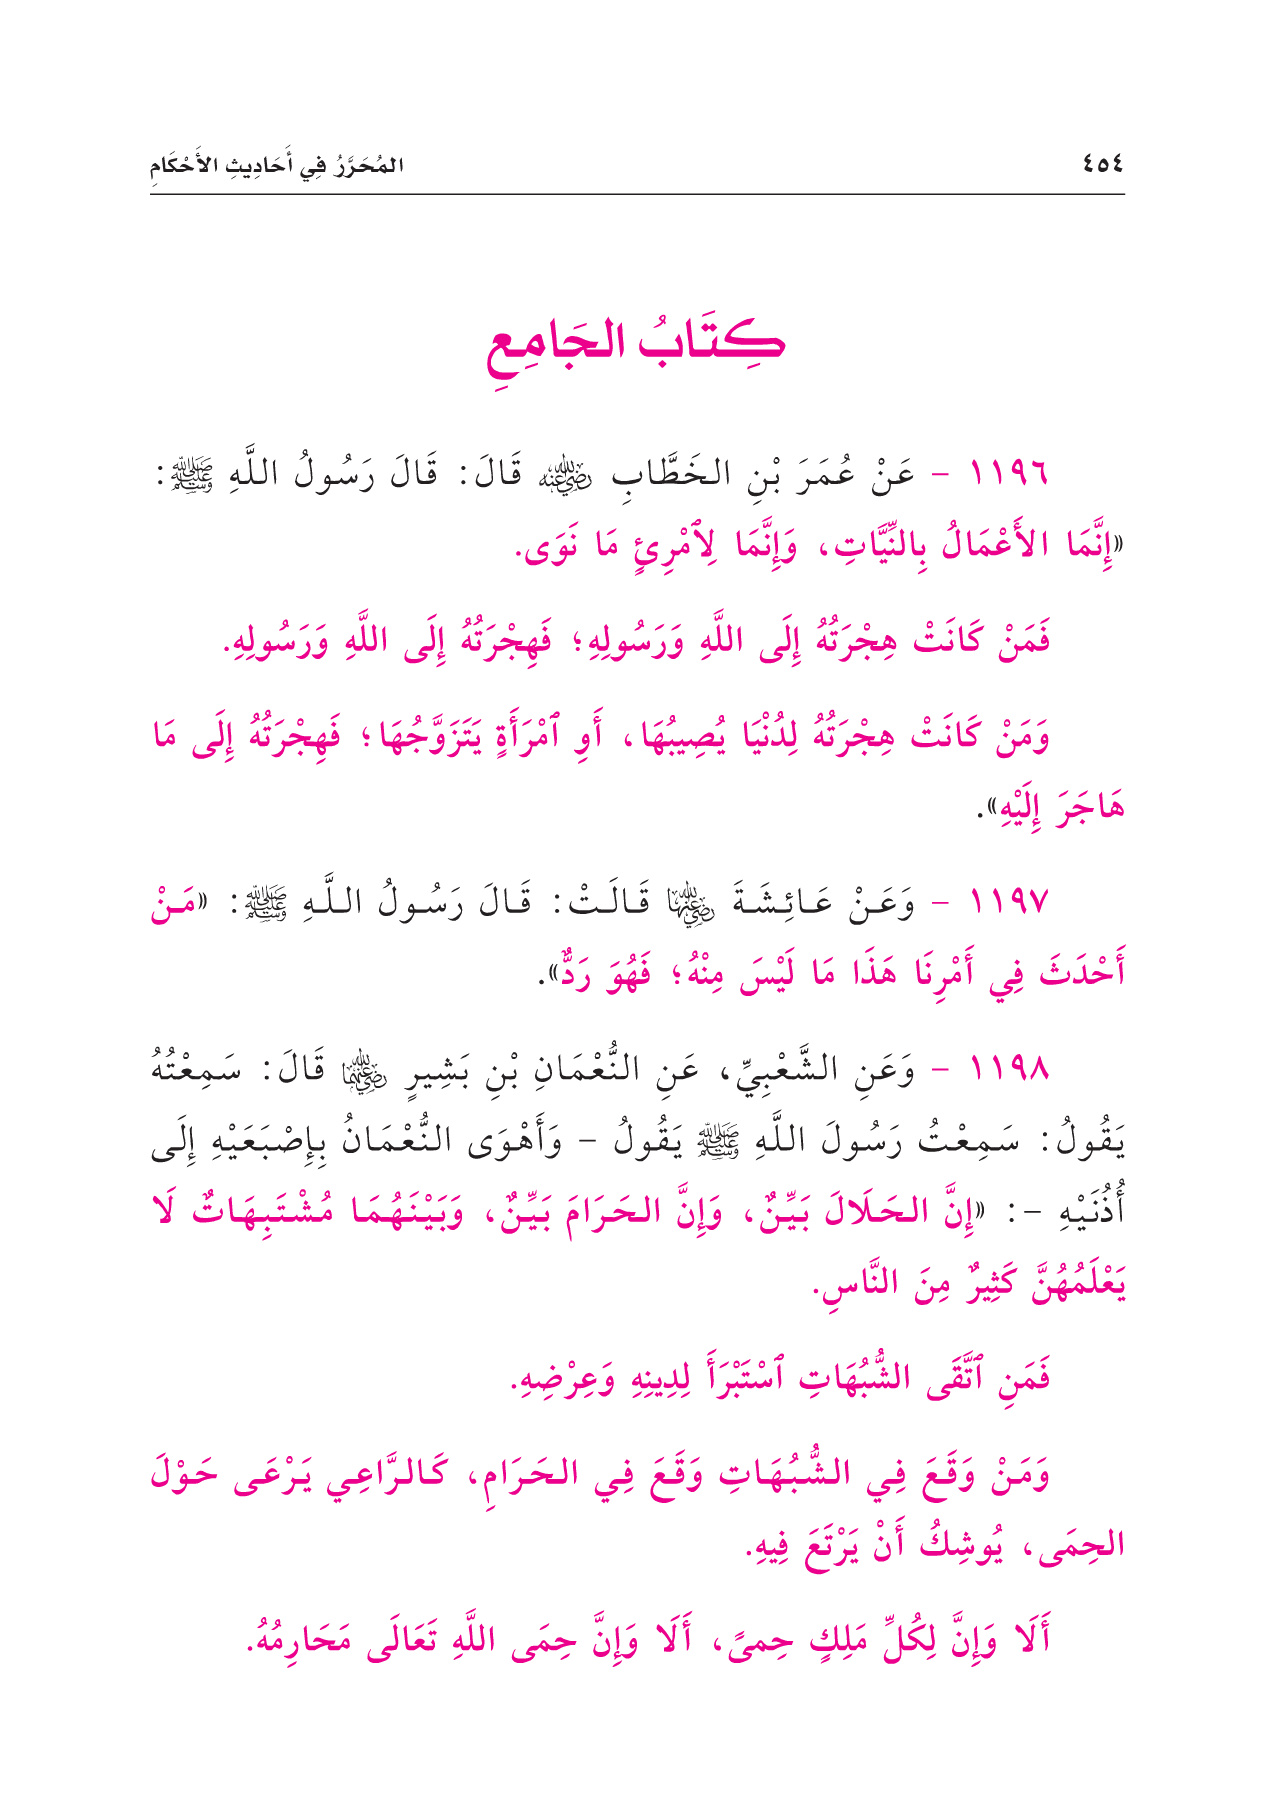 ٤٥٤
المُحَرَّرُ فِي أَحَادِيثِ الأَحْكَامِ
كِتَابُ الجَامِعِ
١١٩٦ - عَنْ عُمَرَ بْنِ الخَطَّابِ رضي الله عنه قَالَ: قَالَ رَسُولُ اللَّهِ ﷺ:
«إِنَّمَا الأَعْمَالُ بِالنِّيَّاتِ، وَإِنَّمَا لِٱمْرِئٍ مَا نَوَى.
فَمَنْ كَانَتْ هِجْرَتُهُ إِلَى اللَّهِ وَرَسُولِهِ؛ فَهِجْرَتُهُ إِلَى اللَّهِ وَرَسُولِهِ.
وَمَنْ كَانَتْ هِجْرَتُهُ لِدُنْيَا يُصِيبُهَا، أَوِ ٱمْرَأَةٍ يَتَزَوَّجُهَا؛ فَهِجْرَتُهُ إِلَى مَا
هَاجَرَ إِلَيْهِ».
١١٩٧ - وَعَنْ عَائِشَةَ رضي الله عنها قَالَتْ: قَالَ رَسُولُ اللَّهِ ﷺ: «مَنْ
أَحْدَثَ فِي أَمْرِنَا هَذَا مَا لَيْسَ مِنْهُ؛ فَهُوَ رَدٌّ».
١١٩٨ - وَعَنِ الشَّعْبِيِّ، عَنِ النُّعْمَانِ بْنِ بَشِيرٍ رضي الله عنهما قَالَ: سَمِعْتُهُ
يَقُولُ: سَمِعْتُ رَسُولَ اللَّهِ ﷺ يَقُولُ - وَأَهْوَى النُّعْمَانُ بِإِصْبَعَيْهِ إِلَى
أُذُنَيْهِ -: «إِنَّ الحَلَالَ بَيِّنٌ، وَإِنَّ الحَرَامَ بَيِّنٌ، وَبَيْنَهُمَا مُشْتَبِهَاتٌ لَا
يَعْلَمُهُنَّ كَثِيرٌ مِنَ النَّاسِ.
فَمَنِ ٱتَّقَى الشُّبُهَاتِ ٱسْتَبْرَأَ لِدِينِهِ وَعِرْضِهِ.
وَمَنْ وَقَعَ فِي الشُّبُهَاتِ وَقَعَ فِي الحَرَامِ، كَالرَّاعِي يَرْعَى حَوْلَ
الحِمَى، يُوشِكُ أَنْ يَرْتَعَ فِيهِ.
أَلَا وَإِنَّ لِكُلِّ مَلِكٍ حِمىً، أَلَا وَإِنَّ حِمَى اللَّهِ تَعَالَى مَحَارِمُهُ.